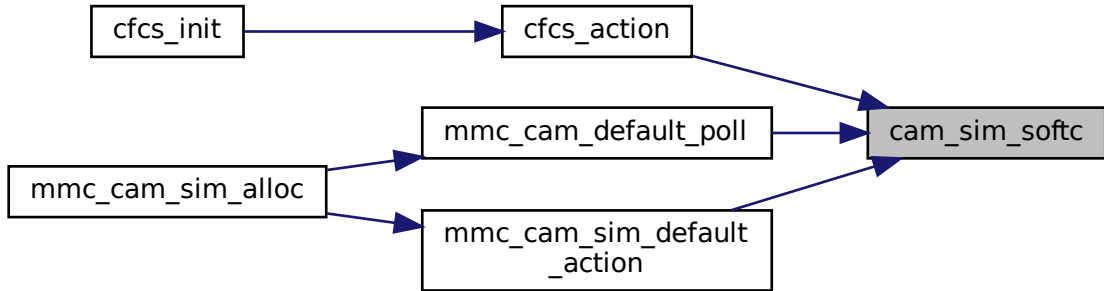 cfcs_init
cfcs_action
mmc_cam_default_poll
cam_sim_softc
mmc_cam_sim_alloc
mmc_cam_sim_default
_action